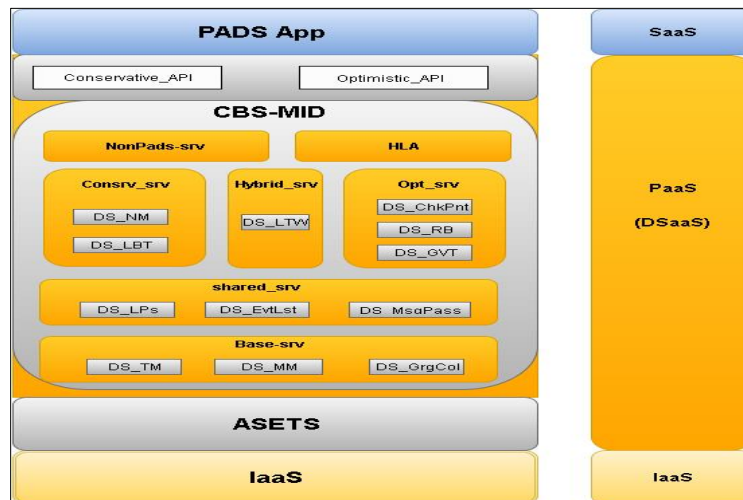 PADS App
SaaS
Conservative_API
Optimistic_API
CBS-MID
NonPads-srv
HLA
Consrv_srv
Hybrid_srv
Opt_srv
DS_NM
DS_LBT
DS_LTW
DS_ChkPnt
DS_RB
DS_GVT
PaaS
(DSaaS)
shared_srv
DS_LPs
DS_EvtLst
DS_MsgPass
Base-srv
DS_TM
DS_MM
DS_GrgCol
ASETS
IaaS
IaaS